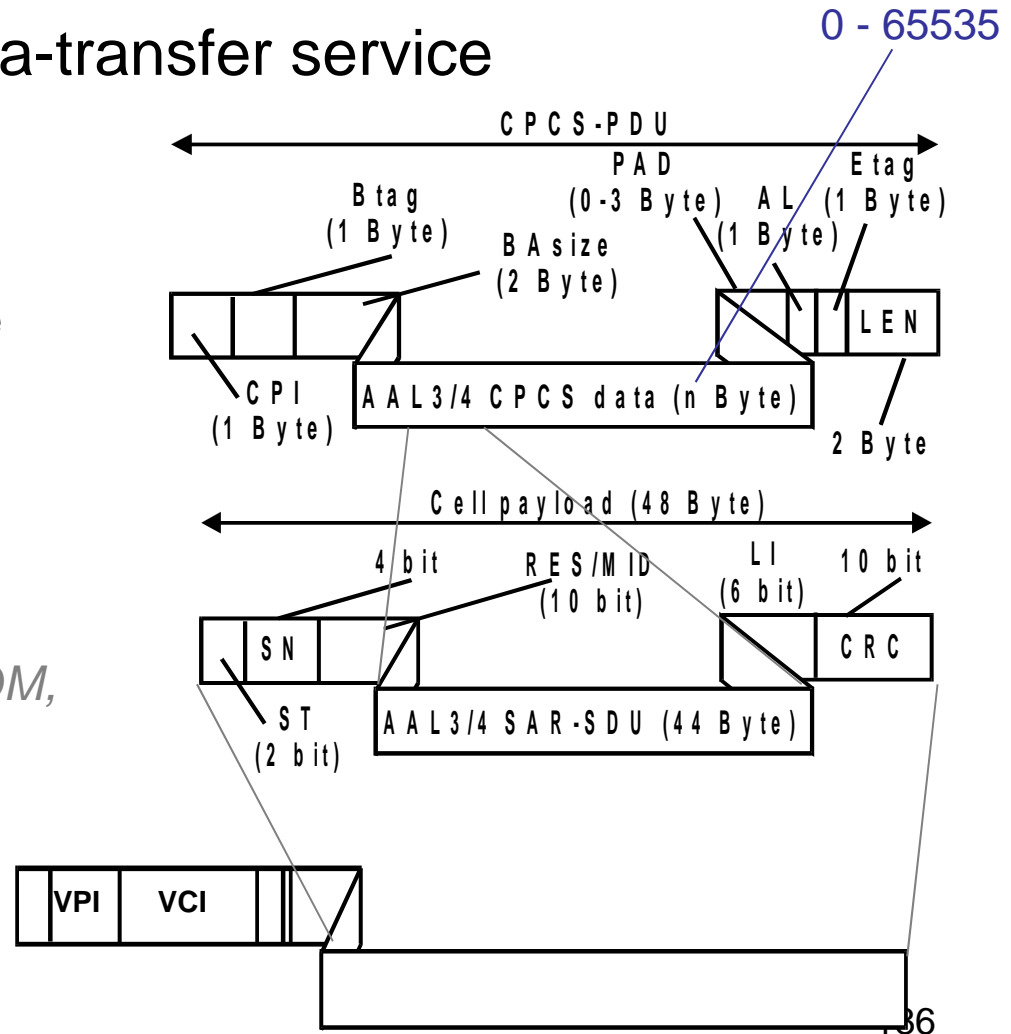 0 - 65535
a-transfer service
CPCS-PDU
PAD
(0-3 Byte)
Etag
(1 Byte)
Btag
(1 Byte)
AL
(1 Byte)
BAsize
(2 Byte)
LEN
CPI
(1 Byte)
AAL3/4 CPCS data (n Byte)
2 Byte
Cell payload (48 Byte)
4 bit
RES/MID
(10 bit)
LI
(6 bit)
10 bit
SN
CRC
DM,
ST
(2 bit)
AAL3/4 SAR-SDU (44 Byte)
VPI
VCI